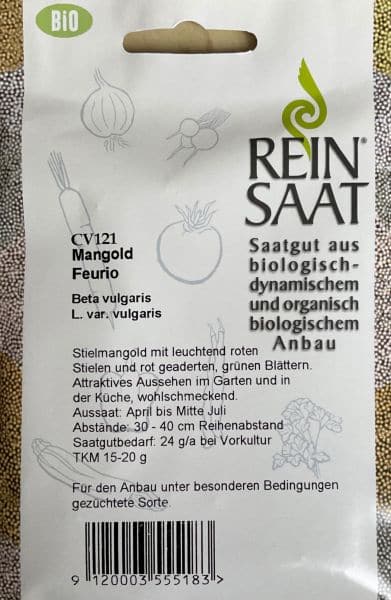 BiO
REIN®
SAAT
Saatgut aus
biologisch-
dynamischem
und organisch
biologischem
Anbau
CV121
Mangold
Feurio
Beta vulgaris
L. var. vulgaris
Stielmangold mit leuchtend roten
Stielen und rot geaderten, grünen Blättern.
Attraktives Aussehen im Garten und in
der Küche, wohlschmeckend.
Aussaat: April bis Mitte Juli
Abstände: 30 - 40 cm Reihenabstand
Saatgutbedarf: 24 g/a bei Vorkultur
TKM 15-20 g
Für den Anbau unter besonderen Bedingungen
gezüchtete Sorte.
9 120003 555183 >